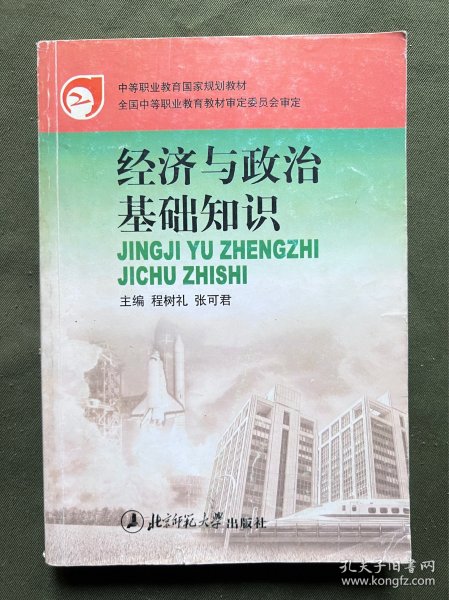 中等职业教育国家规划教材
全国中等职业教育教材审定委员会审定
经济与政治
基础知识
JINGJI YU ZHENGZHI
JICHU ZHISHI
主编 程树礼 张可君
北京师范大学出版社
孔夫子旧书网
www.kongfz.com